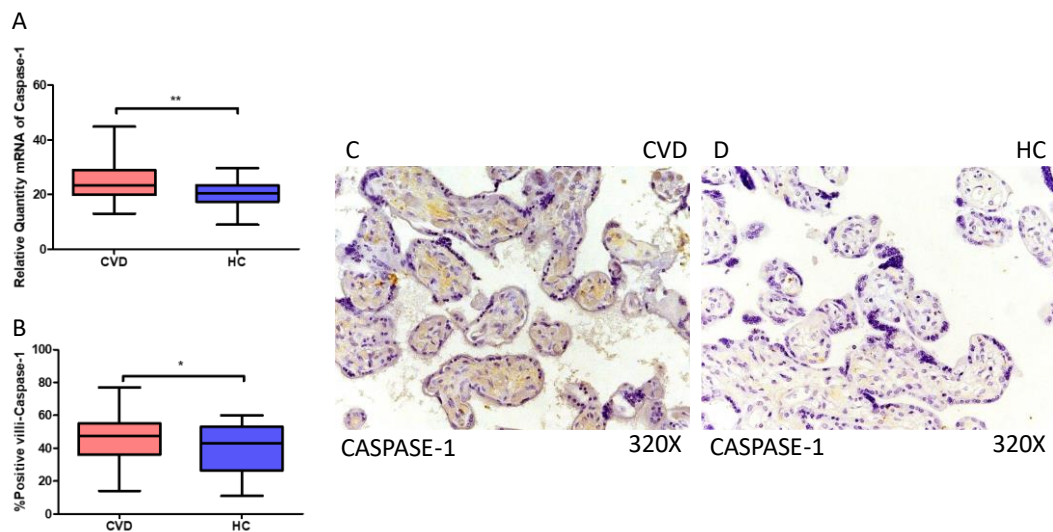 A
Relative Quantity mRNA of Caspase-1
60
40
20
0
**
CVD
HC
B
%Positive villi-Caspase-1
100
80
60
40
20
0
*
CVD
HC
C
CVD
CASPASE-1
320X
D
HC
CASPASE-1
320X